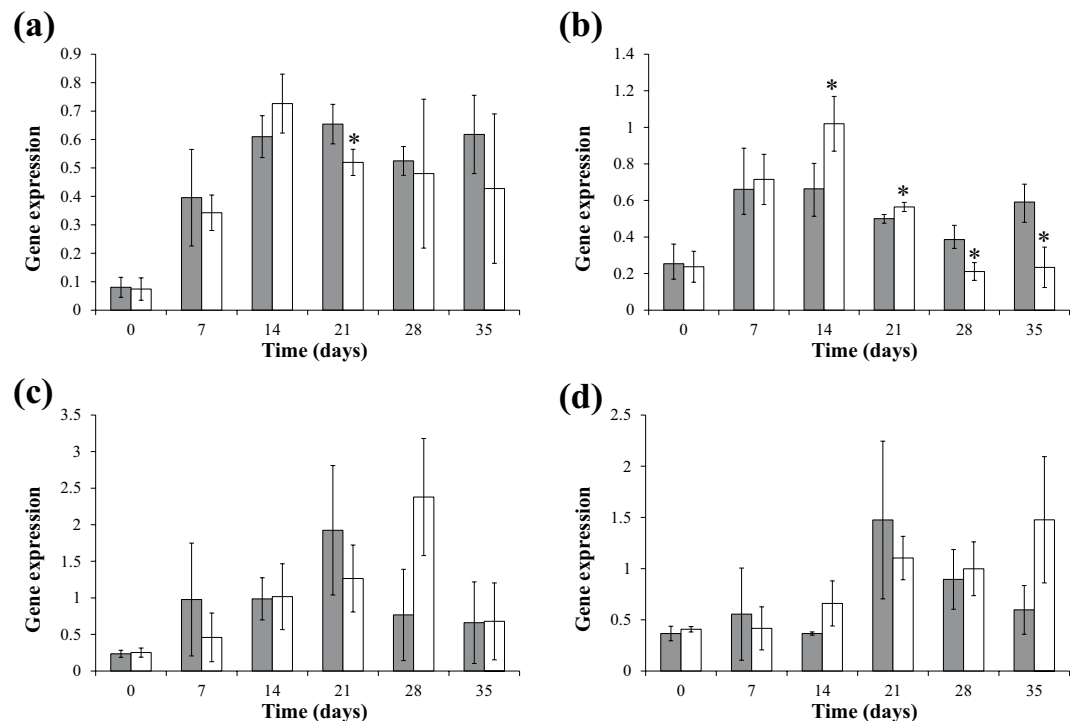 (a)
0.9
0.8
0.7
0.6
0.5
0.4
0.3
0.2
0.1
0
Gene expression
*
0 7 14 21 28 35
Time (days)
(b)
1.4
1.2
1
0.8
0.6
0.4
0.2
0
Gene expression
* * * *
0 7 14 21 28 35
Time (days)
(c)
3.5
3
2.5
2
1.5
1
0.5
0
Gene expression
0 7 14 21 28 35
Time (days)
(d)
2.5
2
1.5
1
0.5
0
Gene expression
0 7 14 21 28 35
Time (days)